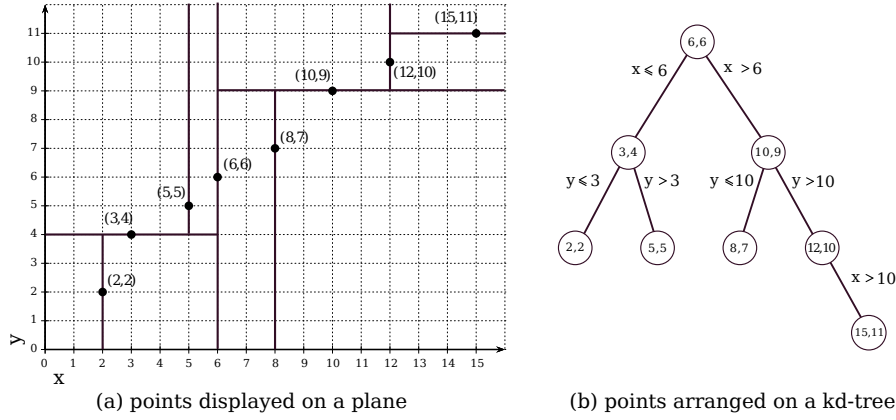 (15,11)
11
10
(10,9)
(12,10)
9
8
(8,7)
7
(6,6)
6
(5,5)
5
(3,4)
4
3
(2,2)
2
1
0
y
0 1 2 3 4 5 6 7 8 9 10 11 12 13 14 15
x
(a) points displayed on a plane
6,6
x ⩽ 6
x >6
3,4
10,9
y ⩽ 3
y >3
y ⩽10
y >10
2,2
5,5
8,7
12,10
x >10
15,11
(b) points arranged on a kd-tree